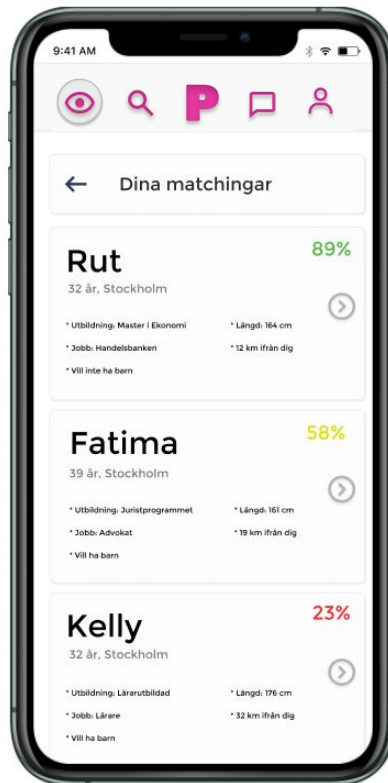 9:41 AM
P
Dina matchingar
Rut
89%
32 år, Stockholm
* Utbildning: Master i Ekonomi
* Längd: 164 cm
* Jobb: Handelsbanken
* 12 km ifrån dig
* Vill inte ha barn
Fatima
58%
39 år, Stockholm
* Utbildning: Juristprogrammet
* Längd: 161 cm
* Jobb: Advokat
* 19 km ifrån dig
* Vill ha barn
Kelly
23%
32 år, Stockholm
* Utbildning: Lärarutbildad
* Längd: 176 cm
* Jobb: Lärare
* 32 km ifrån dig
* Vill ha barn